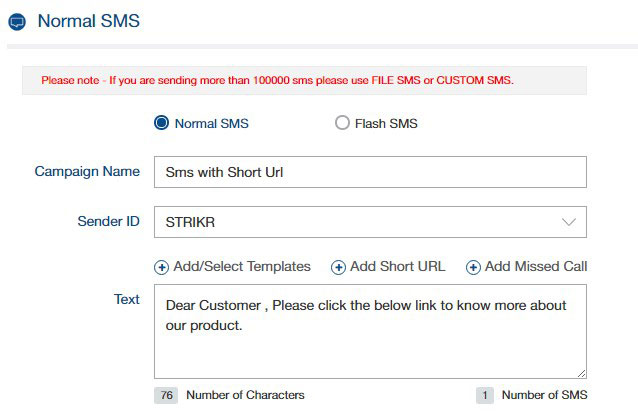 Normal SMS
Please note - If you are sending more than 100000 sms please use FILE SMS or CUSTOM SMS.
Normal SMS Flash SMS
Campaign Name Sms with Short Url
Sender ID STRIKR
Add/Select Templates Add Short URL Add Missed Call
Text Dear Customer , Please click the below link to know more about
our product.
76 Number of Characters 1 Number of SMS